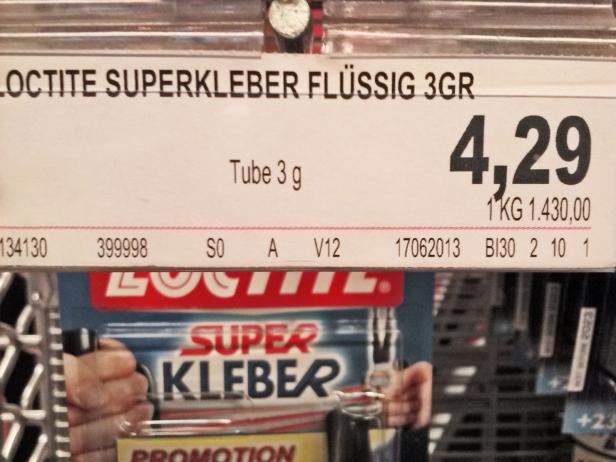 LOCTITE SUPERKLEBER FLÜSSIG 3GR
4,29
Tube 3 g
1 KG 1.430,00
134130 399998 S0 A V12 17062013 BI30 2 10 1
LOCTITE.
SUPER
KLEBER
PROMOTION